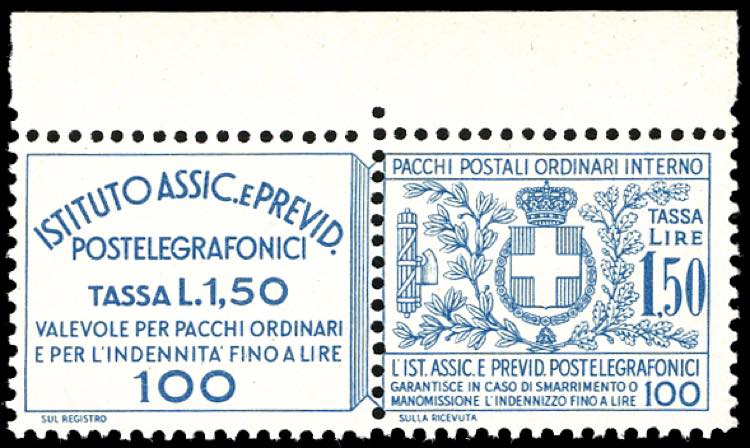 ISTITUTO ASSIC. E PREVID.
POSTELEGRAFONICI
TASSA L.1,50
VALEVOLE PER PACCHI ORDINARI
E PER L'INDENNITA' FINO A LIRE
100
SUL REGISTRO
PACCHI POSTALI ORDINARI INTERNO
TASSA
LIRE
1,50
L'IST. ASSIC. E PREVID. POSTELEGRAFONICI
GARANTISCE IN CASO DI SMARRIMENTO O
MANOMISSIONE L'INDENNIZZO FINO A LIRE 100
SULLA RICEVUTA